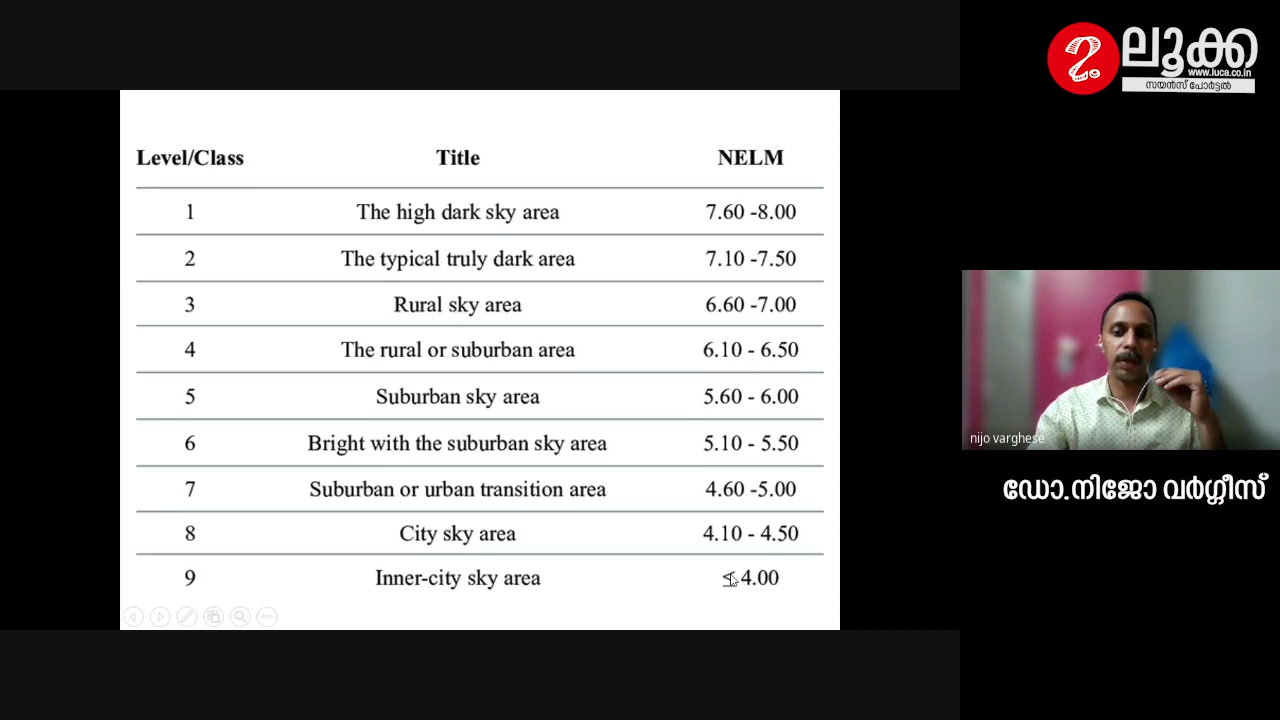 ലൂക്ക
www.luca.co.in
സയൻസ് പോർട്ടൽ
Level/Class Title NELM
1 The high dark sky area 7.60 -8.00
2 The typical truly dark area 7.10 -7.50
3 Rural sky area 6.60 -7.00
4 The rural or suburban area 6.10 - 6.50
5 Suburban sky area 5.60 - 6.00
6 Bright with the suburban sky area 5.10 - 5.50
7 Suburban or urban transition area 4.60 -5.00
8 City sky area 4.10 - 4.50
9 Inner-city sky area ≤ 4.00
nijo varghese
ഡോ.നിജോ വർഗ്ഗീസ്